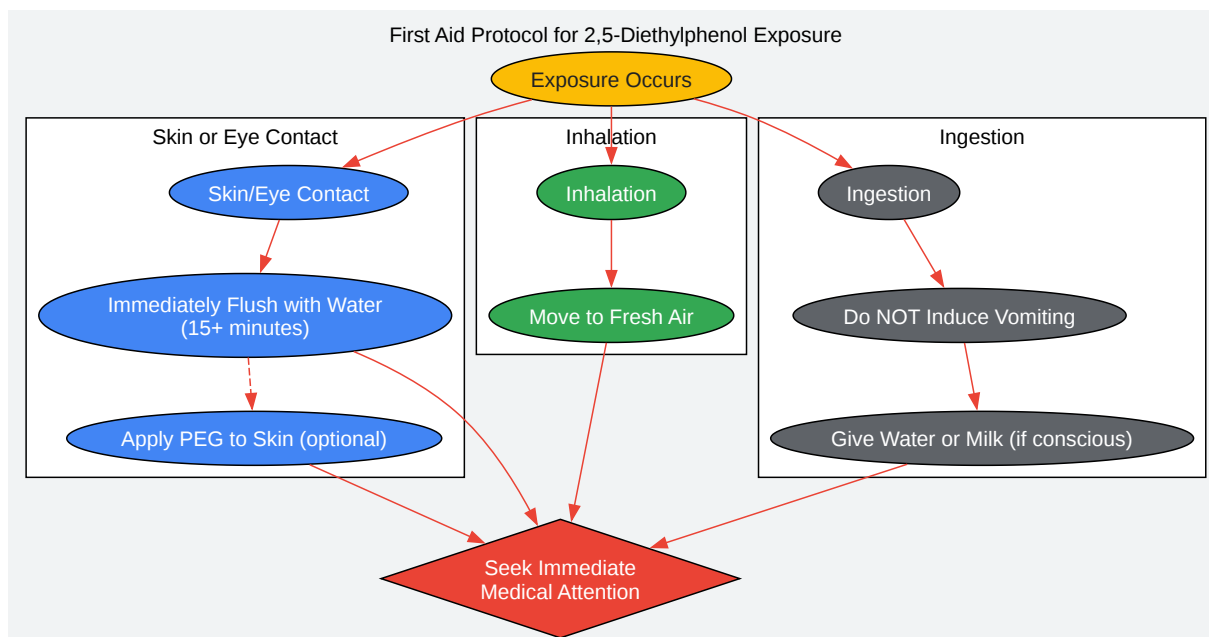 First Aid Protocol for 2,5-Diethylphenol Exposure
Exposure Occurs
Skin or Eye Contact
Inhalation
Ingestion
Skin/Eye Contact
Inhalation
Ingestion
Immediately Flush with Water
(15+ minutes)
Move to Fresh Air
Do NOT Induce Vomiting
Apply PEG to Skin (optional)
Give Water or Milk (if conscious)
Seek Immediate
Medical Attention